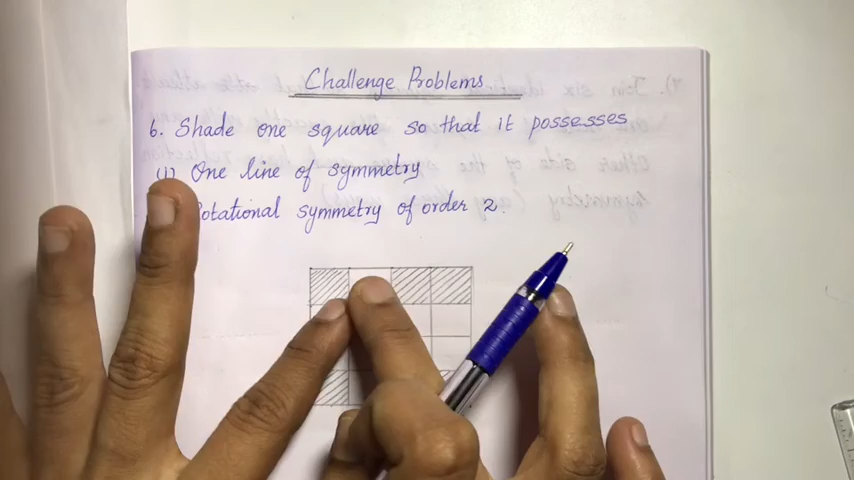 Challenge Problems
6. Shade one square so that it possesses
(i) One line of symmetry
Rotational symmetry of order 2.